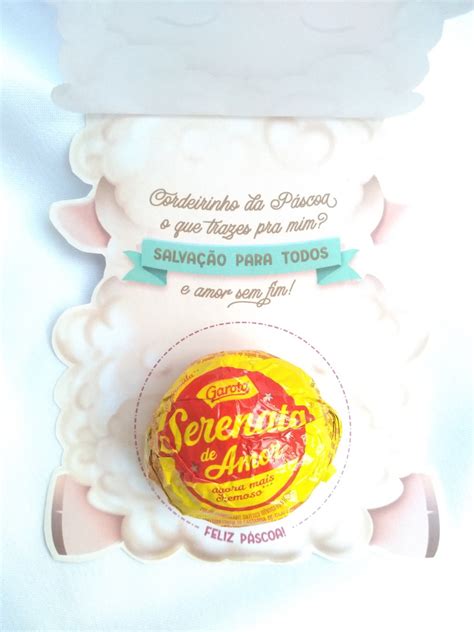 Cordeirinho da Páscoa
o que trazes pra mim?
SALVAÇÃO PARA TODOS
e amor sem fim!
Garoto
Serenata
de Amor
agora mais
cremoso...
FELIZ PÁSCOA!